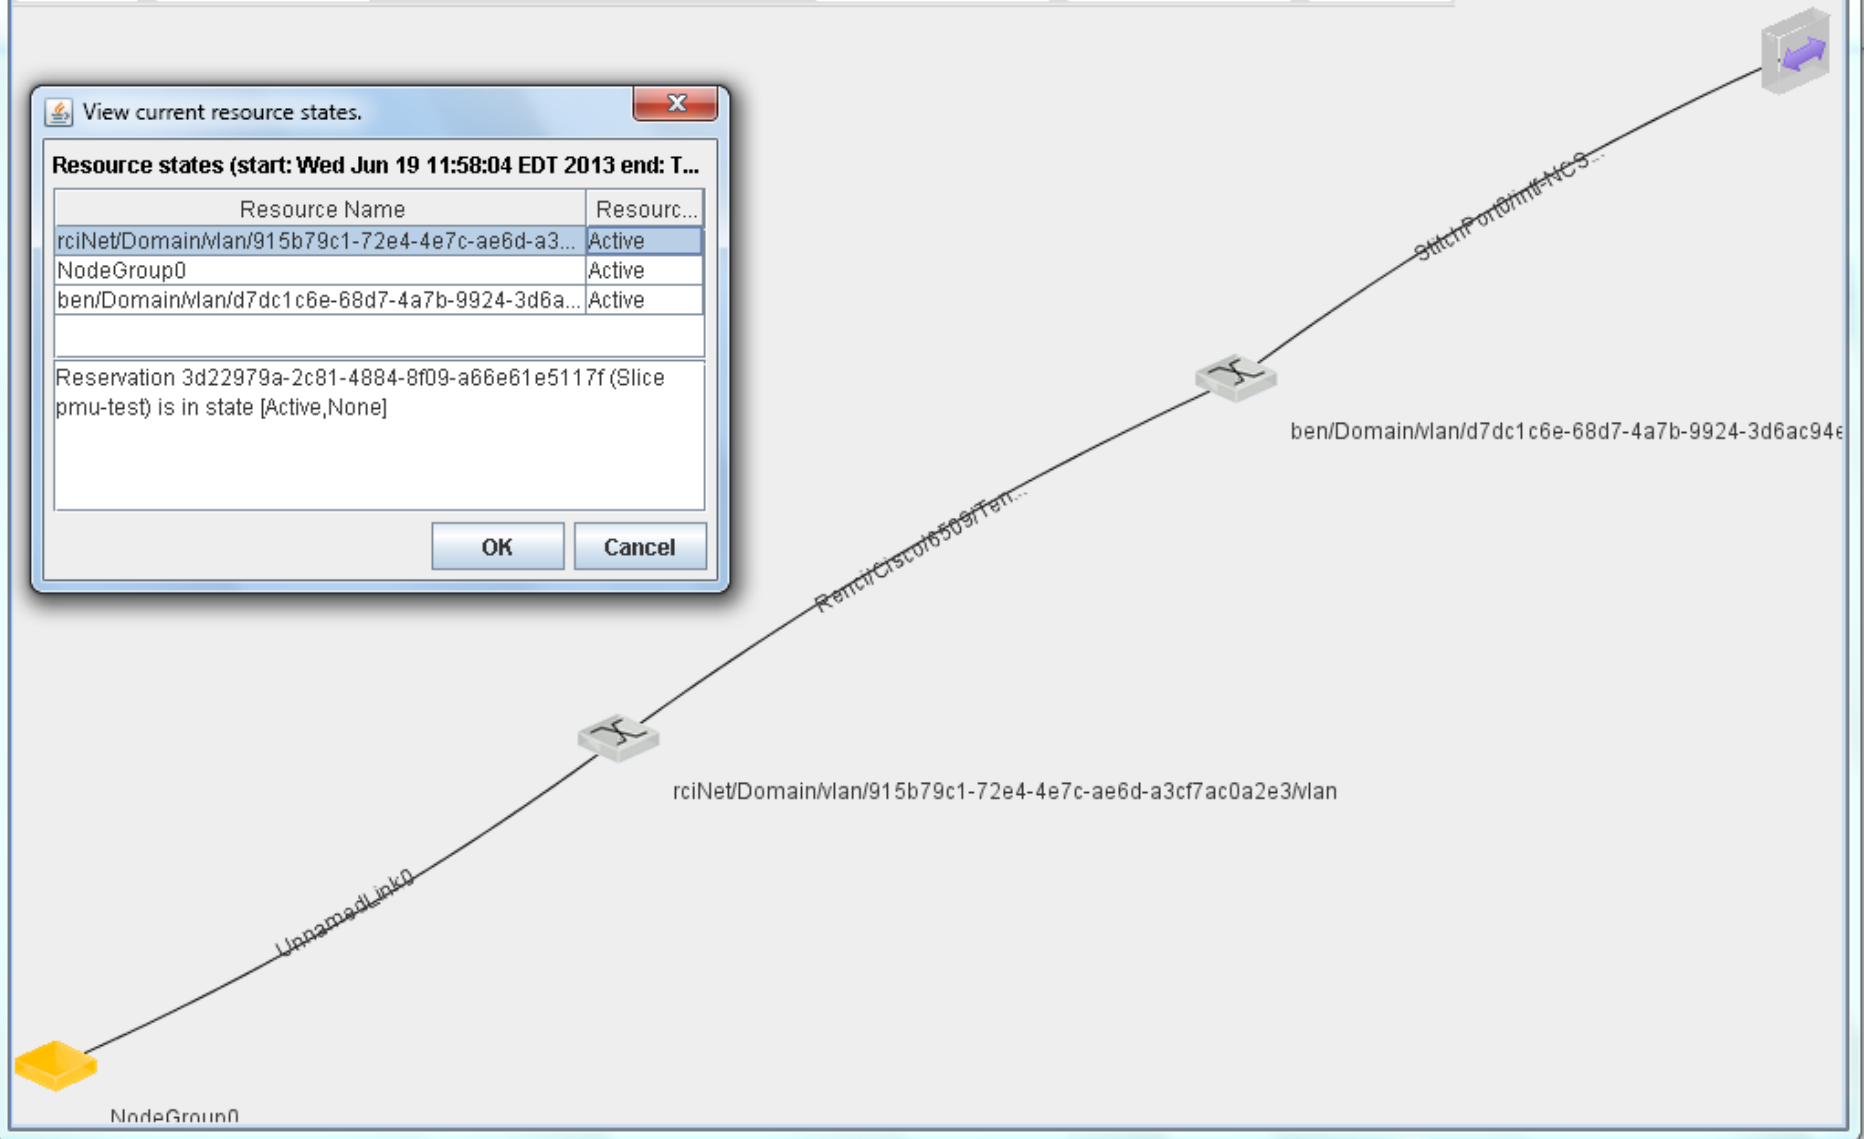 View current resource states.
Resource states (start: Wed Jun 19 11:58:04 EDT 2013 end: T...
Resource Name Resourc...
rciNet/Domain/vlan/915b79c1-72e4-4e7c-ae6d-a3... Active
NodeGroup0 Active
ben/Domain/vlan/d7dc1c6e-68d7-4a7b-9924-3d6a... Active
Reservation 3d22979a-2c81-4884-8f09-a66e61e5117f (Slice
pmu-test) is in state [Active,None]
OK Cancel
StitchPort0/intf-NCS...
ben/Domain/vlan/d7dc1c6e-68d7-4a7b-9924-3d6ac94e
Renci/Cisco/6509/Ten...
rciNet/Domain/vlan/915b79c1-72e4-4e7c-ae6d-a3cf7ac0a2e3/vlan
UnnamedLink0
NodeGroup0